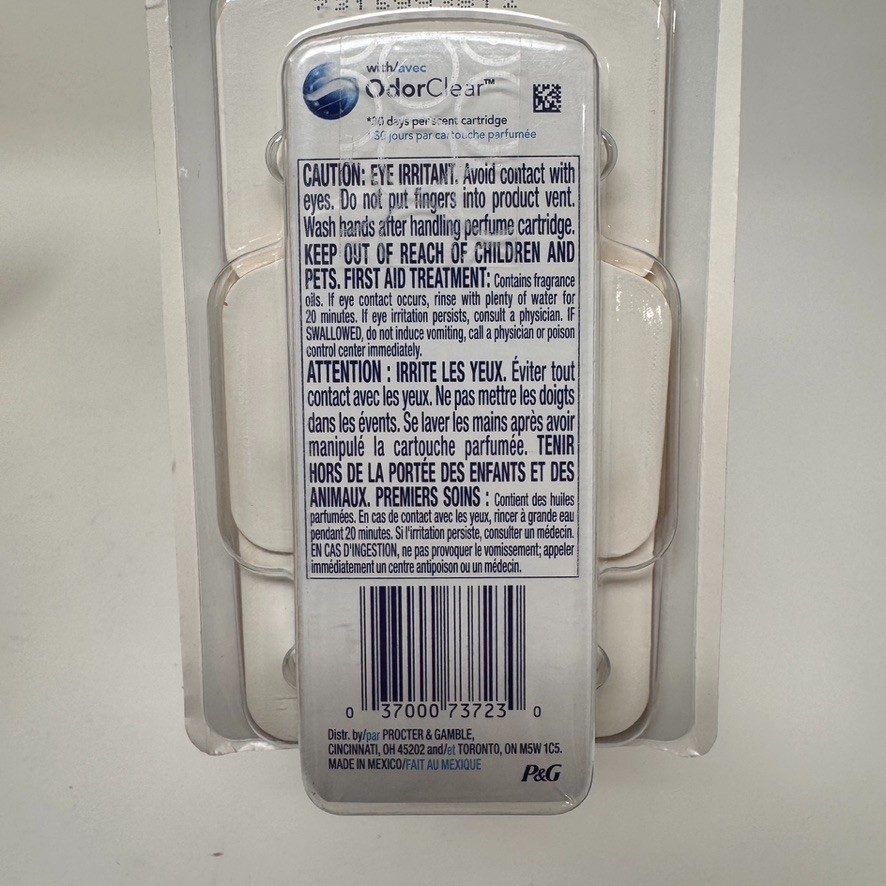 with/avec
OdorClear™
*30 days per scent cartridge
jours par cartouche parfumée
CAUTION: EYE IRRITANT. Avoid contact with
eyes. Do not put fingers into product vent.
Wash hands after handling perfume cartridge.
KEEP OUT OF REACH OF CHILDREN AND
PETS. FIRST AID TREATMENT: Contains fragrance
oils. If eye contact occurs, rinse with plenty of water for
20 minutes. If eye irritation persists, consult a physician. IF
SWALLOWED, do not induce vomiting, call a physician or poison
control center immediately.
ATTENTION : IRRITE LES YEUX. Éviter tout
contact avec les yeux. Ne pas mettre les doigts
dans les évents. Se laver les mains après avoir
manipulé la cartouche parfumée. TENIR
HORS DE LA PORTÉE DES ENFANTS ET DES
ANIMAUX. PREMIERS SOINS : Contient des huiles
parfumées. En cas de contact avec les yeux, rincer à grande eau
pendant 20 minutes. Si l'irritation persiste, consulter un médecin.
EN CAS D'INGESTION, ne pas provoquer le vomissement; appeler
immédiatement un centre antipoison ou un médecin.
0 37000 73723 0
Distr. by/par PROCTER & GAMBLE,
CINCINNATI, OH 45202 and/et TORONTO, ON M5W 1C5.
MADE IN MEXICO/FAIT AU MEXIQUE
P&G